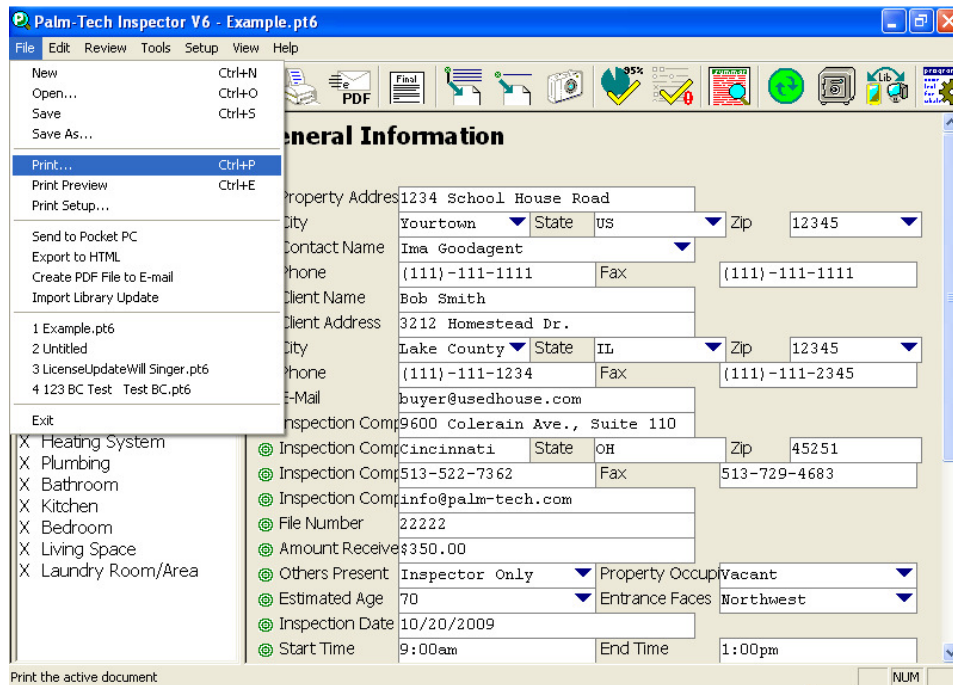 Palm-Tech Inspector V6 - Example.pt6
File Edit Review Tools Setup View Help
New Ctrl+N
Open... Ctrl+O
Save Ctrl+S
Save As...
Print... Ctrl+P
Print Preview Ctrl+E
Print Setup...
Send to Pocket PC
Export to HTML
Create PDF File to E-mail
Import Library Update
1 Example.pt6
2 Untitled
3 LicenseUpdateWill Singer.pt6
4 123 BC Test Test BC.pt6
Exit
X Heating System
X Plumbing
X Bathroom
X Kitchen
X Bedroom
X Living Space
X Laundry Room/Area
PDF Final 95% 0 Lib
eneral Information
Property Addres 1234 School House Road
City Yourtown State US Zip 12345
Contact Name Ima Goodagent
Phone (111)-111-1111 Fax (111)-111-1111
Client Name Bob Smith
Client Address 3212 Homestead Dr.
City Lake County State IL Zip 12345
Phone (111)-111-1234 Fax (111)-111-2345
E-Mail buyer@usedhouse.com
Inspection Comp 9600 Colerain Ave., Suite 110
Inspection Comp Cincinnati State OH Zip 45251
Inspection Comp 513-522-7362 Fax 513-729-4683
Inspection Comp info@palm-tech.com
File Number 22222
Amount Receive $350.00
Others Present Inspector Only Property Occupi Vacant
Estimated Age 70 Entrance Faces Northwest
Inspection Date 10/20/2009
Start Time 9:00am End Time 1:00pm
Print the active document NUM